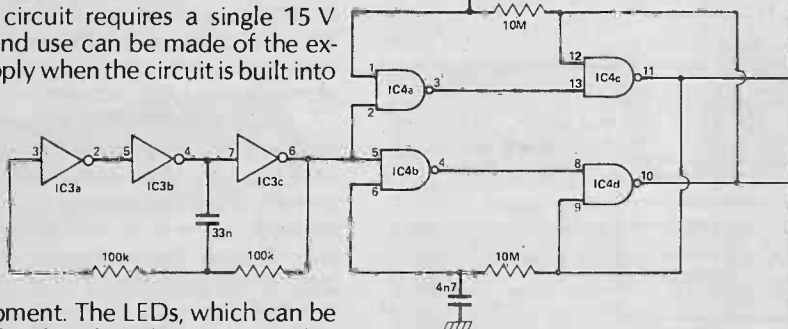 circuit requires a single 15 V
nd use can be made of the ex-
pply when the circuit is built into
10M
1
2
IC4a
3
12
13
IC4c
11
3
IC3a
2
5
IC3b
4
7
IC3c
6
5
6
IC4b
4
8
9
IC4d
10
33n
100k
100k
10M
4n7
pment. The LEDs, which can be